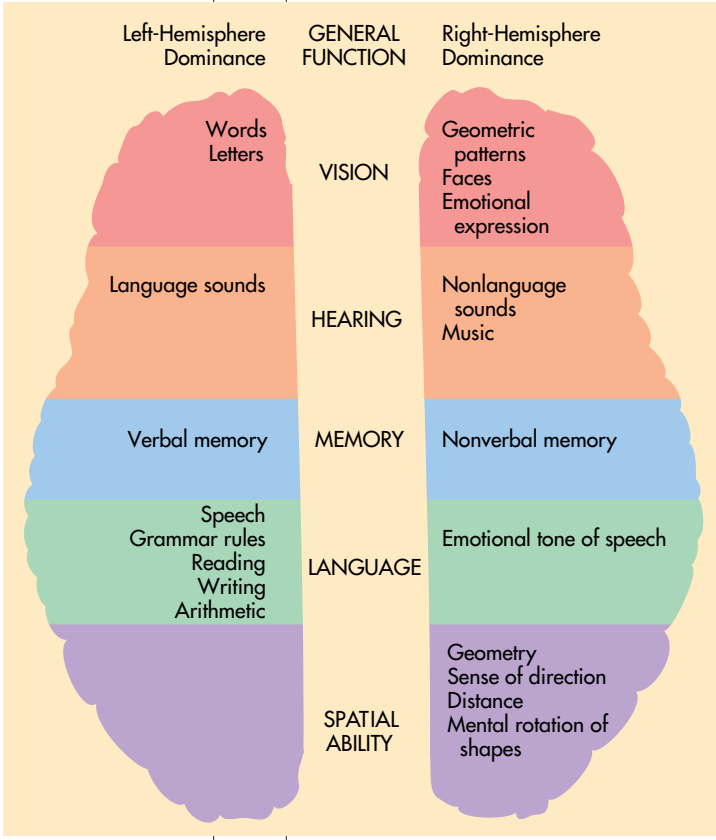 Left-Hemisphere
Dominance
GENERAL
FUNCTION
Right-Hemisphere
Dominance
Words
Letters
VISION
Geometric
patterns
Faces
Emotional
expression
Language sounds
HEARING
Nonlanguage
sounds
Music
Verbal memory
MEMORY
Nonverbal memory
Speech
Grammar rules
Reading
Writing
Arithmetic
LANGUAGE
Emotional tone of speech
SPATIAL
ABILITY
Geometry
Sense of direction
Distance
Mental rotation of
shapes